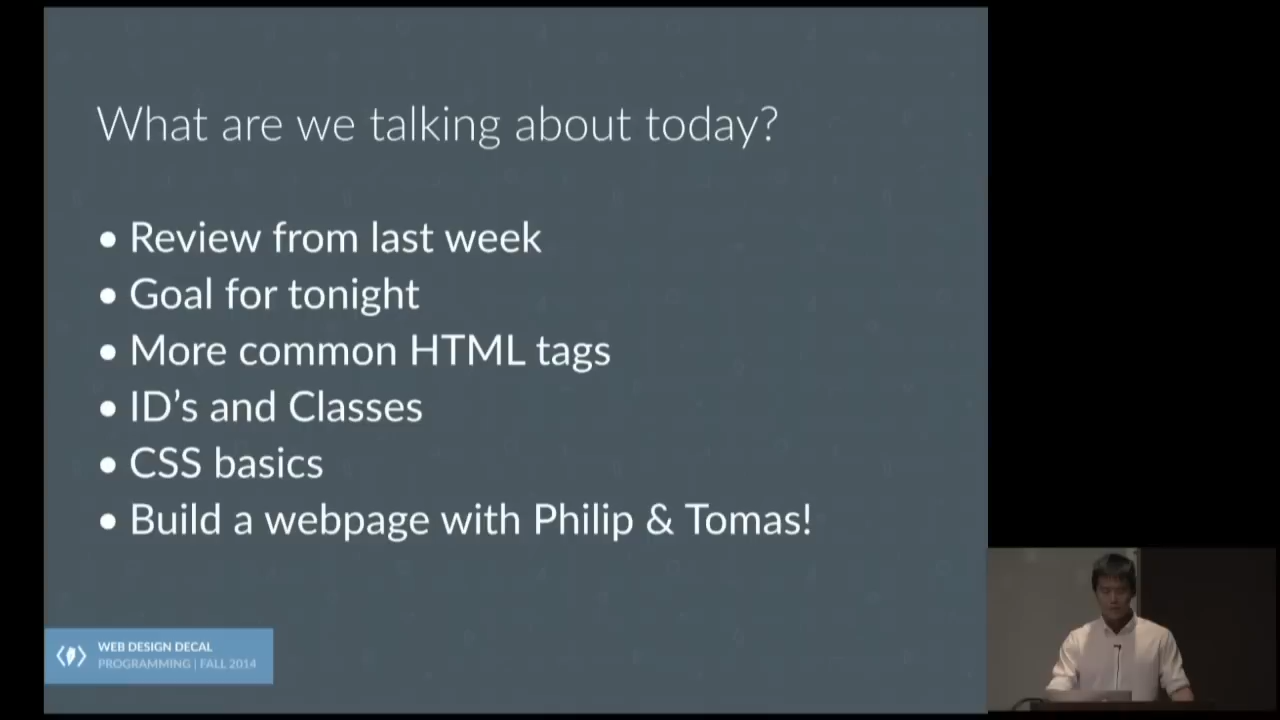 What are we talking about today?
• Review from last week
• Goal for tonight
• More common HTML tags
• ID’s and Classes
• CSS basics
• Build a webpage with Philip & Tomas!
WEB DESIGN DECAL
PROGRAMMING | FALL 2014